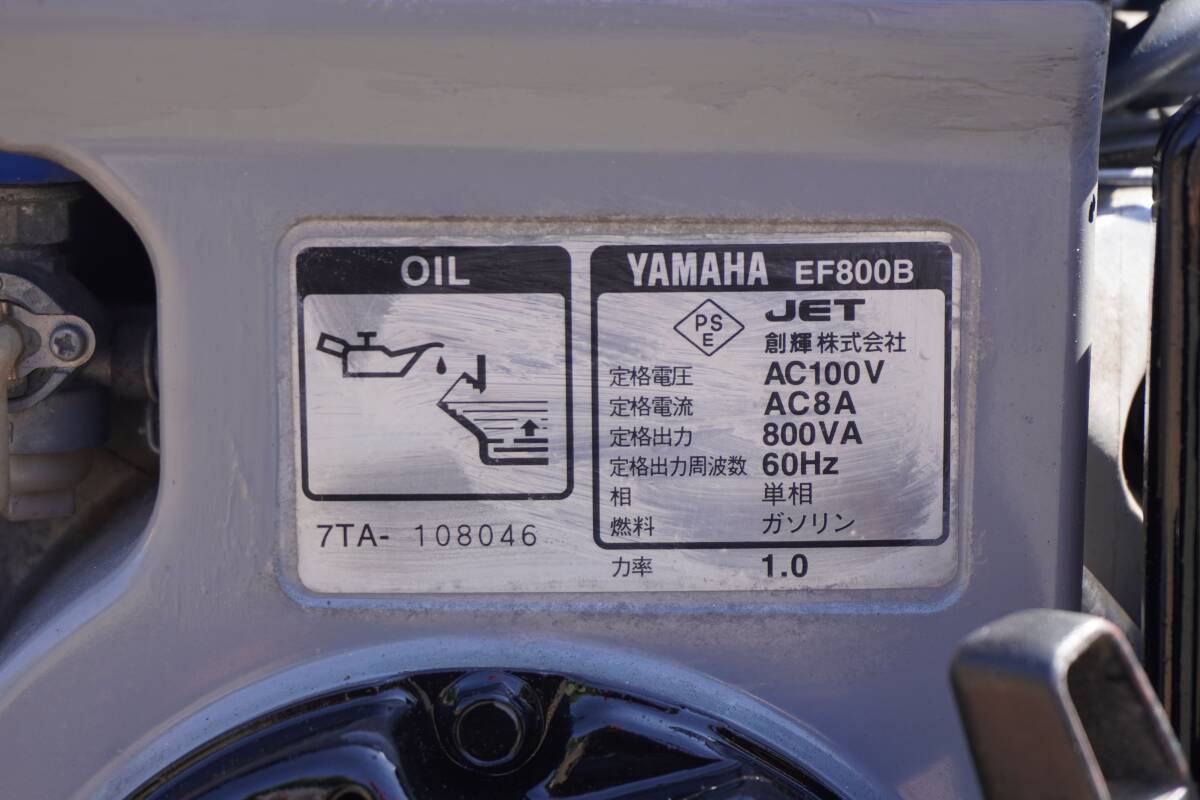 OIL
7TA- 108046
YAMAHA EF800B
PSE JET
創輝株式会社
定格電圧 AC100V
定格電流 AC8A
定格出力 800VA
定格出力周波数 60Hz
相 単相
燃料 ガソリン
力率 1.0